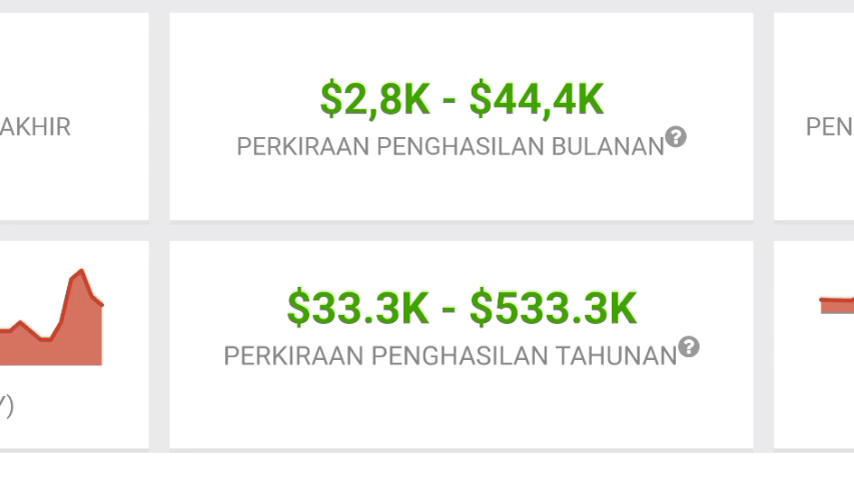 $2,8K - $44,4K
AKHIR
PERKIRAAN PENGHASILAN BULANAN?
PEN
$33.3K - $533.3K
PERKIRAAN PENGHASILAN TAHUNAN?
Y)